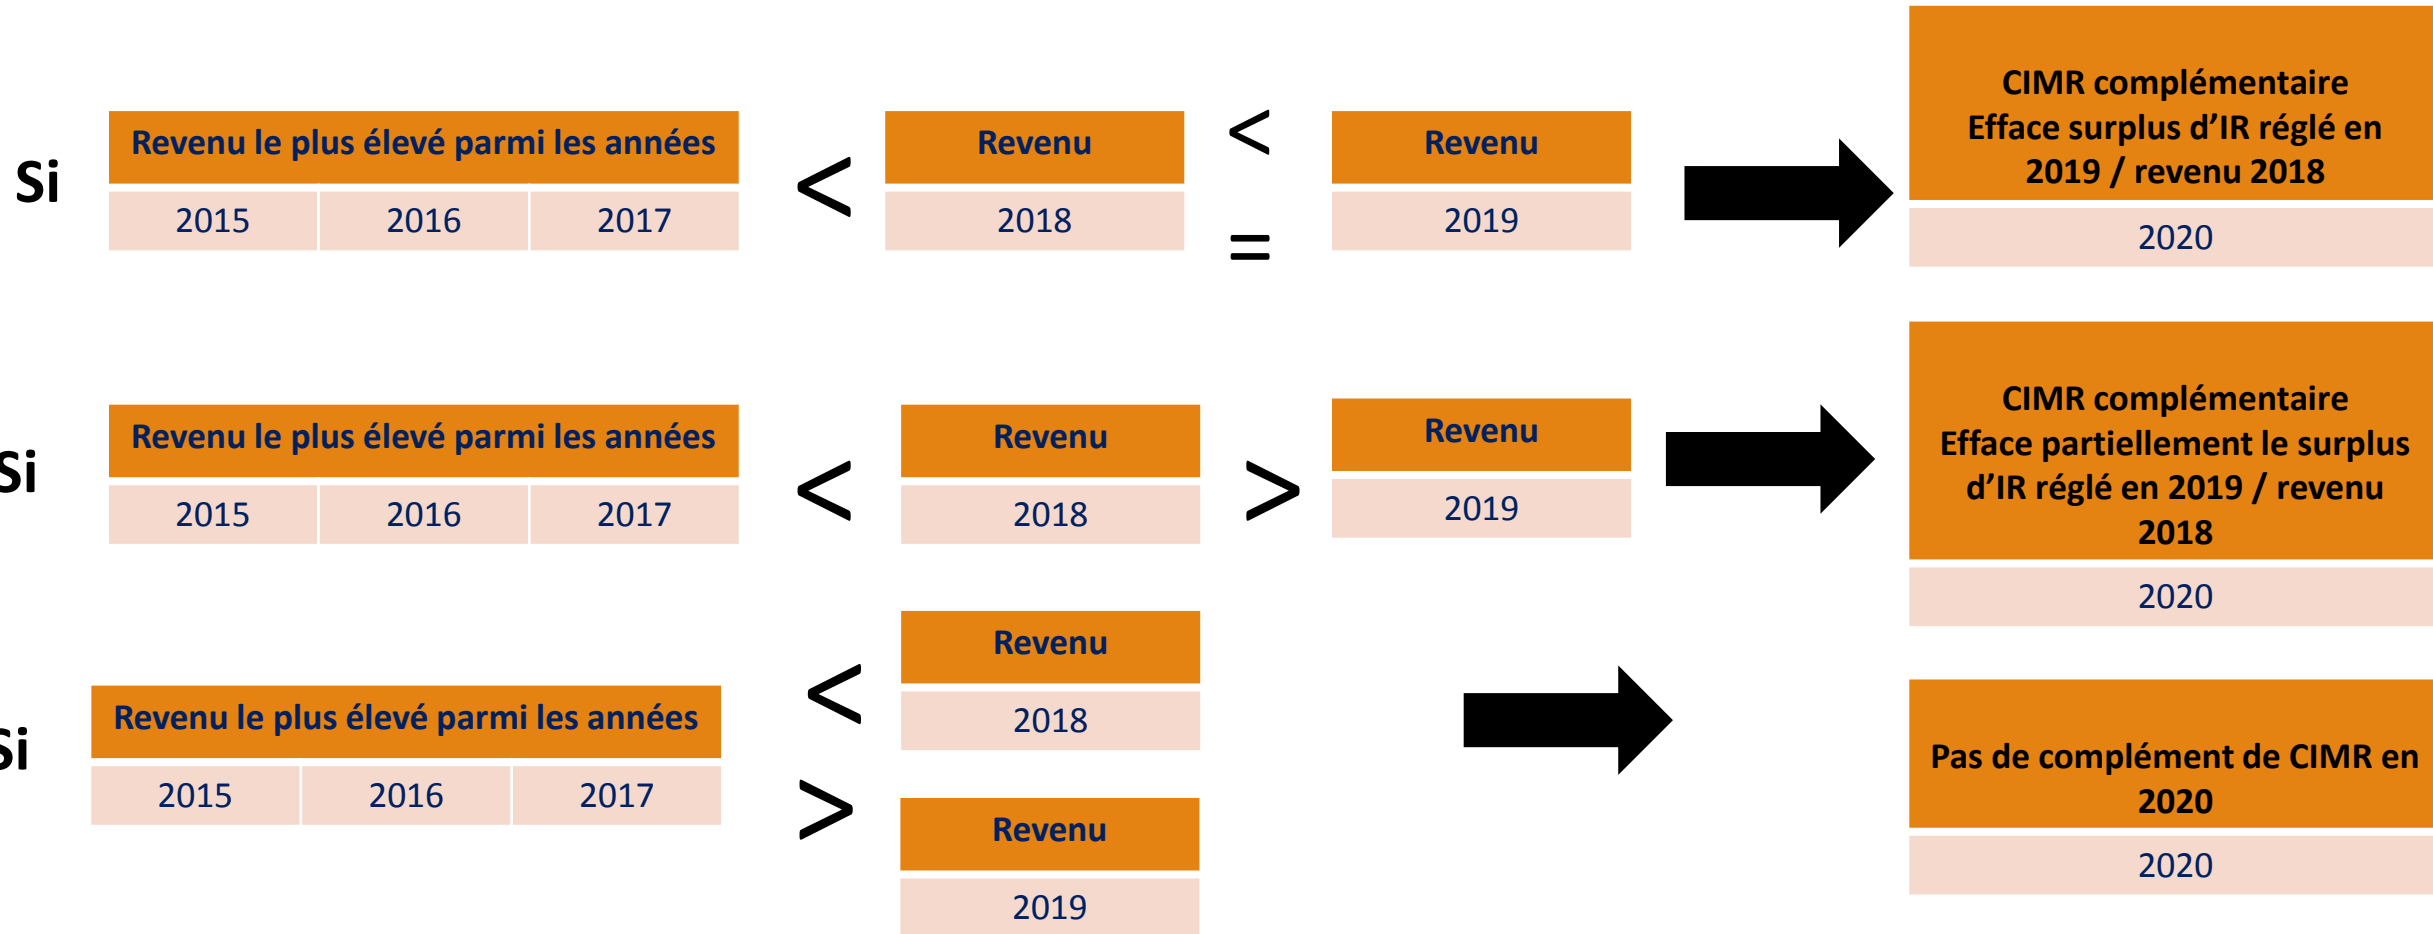 Si
Revenu le plus élevé parmi les années
2015 2016 2017
<
Revenu
2018
<
=
Revenu
2019
CIMR complémentaire
Efface surplus d'IR réglé en
2019 / revenu 2018
2020
Si
Revenu le plus élevé parmi les années
2015 2016 2017
<
Revenu
2018
>
Revenu
2019
CIMR complémentaire
Efface partiellement le surplus
d'IR réglé en 2019 / revenu
2018
2020
Si
Revenu le plus élevé parmi les années
2015 2016 2017
<
Revenu
2018
>
Revenu
2019
Pas de complément de CIMR en
2020
2020